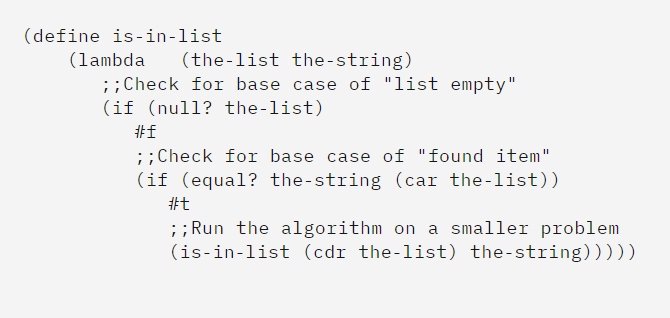 (define is-in-list
(lambda (the-list the-string)
;;Check for base case of "list empty"
(if (null? the-list)
#f
;;Check for base case of "found item"
(if (equal? the-string (car the-list))
#t
;;Run the algorithm on a smaller problem
(is-in-list (cdr the-list) the-string)))))